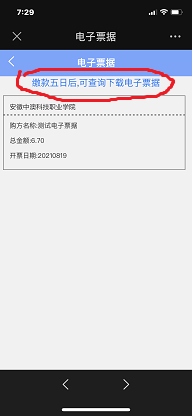 7:29
电子票据
电子票据
缴款五日后,可查询下载电子票据
安徽中澳科技职业学院
购方名称:测试电子票据
总金额:6.70
开票日期:20210819